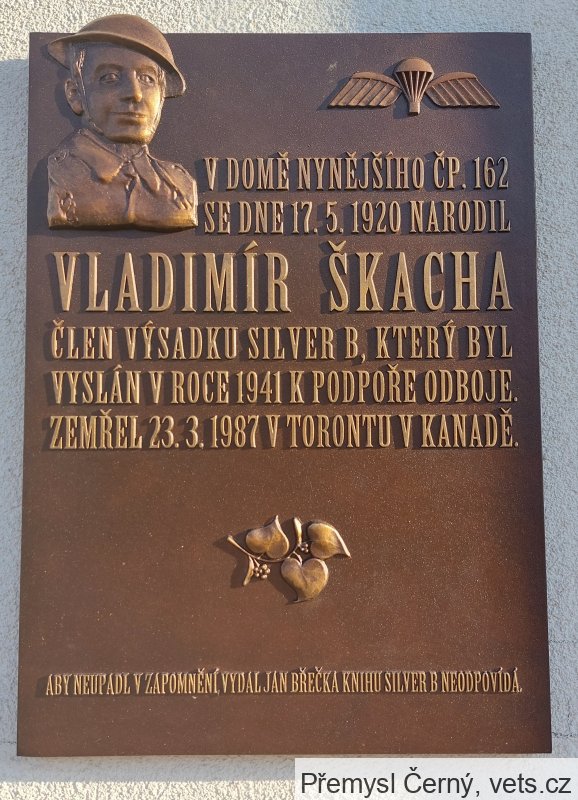 V DOMĚ NYNĚJŠÍHO ČP. 162
SE DNE 17. 5. 1920 NARODIL
VLADIMÍR ŠKACHA
ČLEN VÝSADKU SILVER B, KTERÝ BYL
VYSLÁN V ROCE 1941 K PODPOŘE ODBOJE.
ZEMŘEL 23. 3. 1987 V TORONTU V KANADĚ.
ABY NEUPADL V ZAPOMNĚNÍ, VYDAL JAN BŘEČKA KNIHU SILVER B NEODPOVÍDÁ.
Přemysl Černý, vets.cz